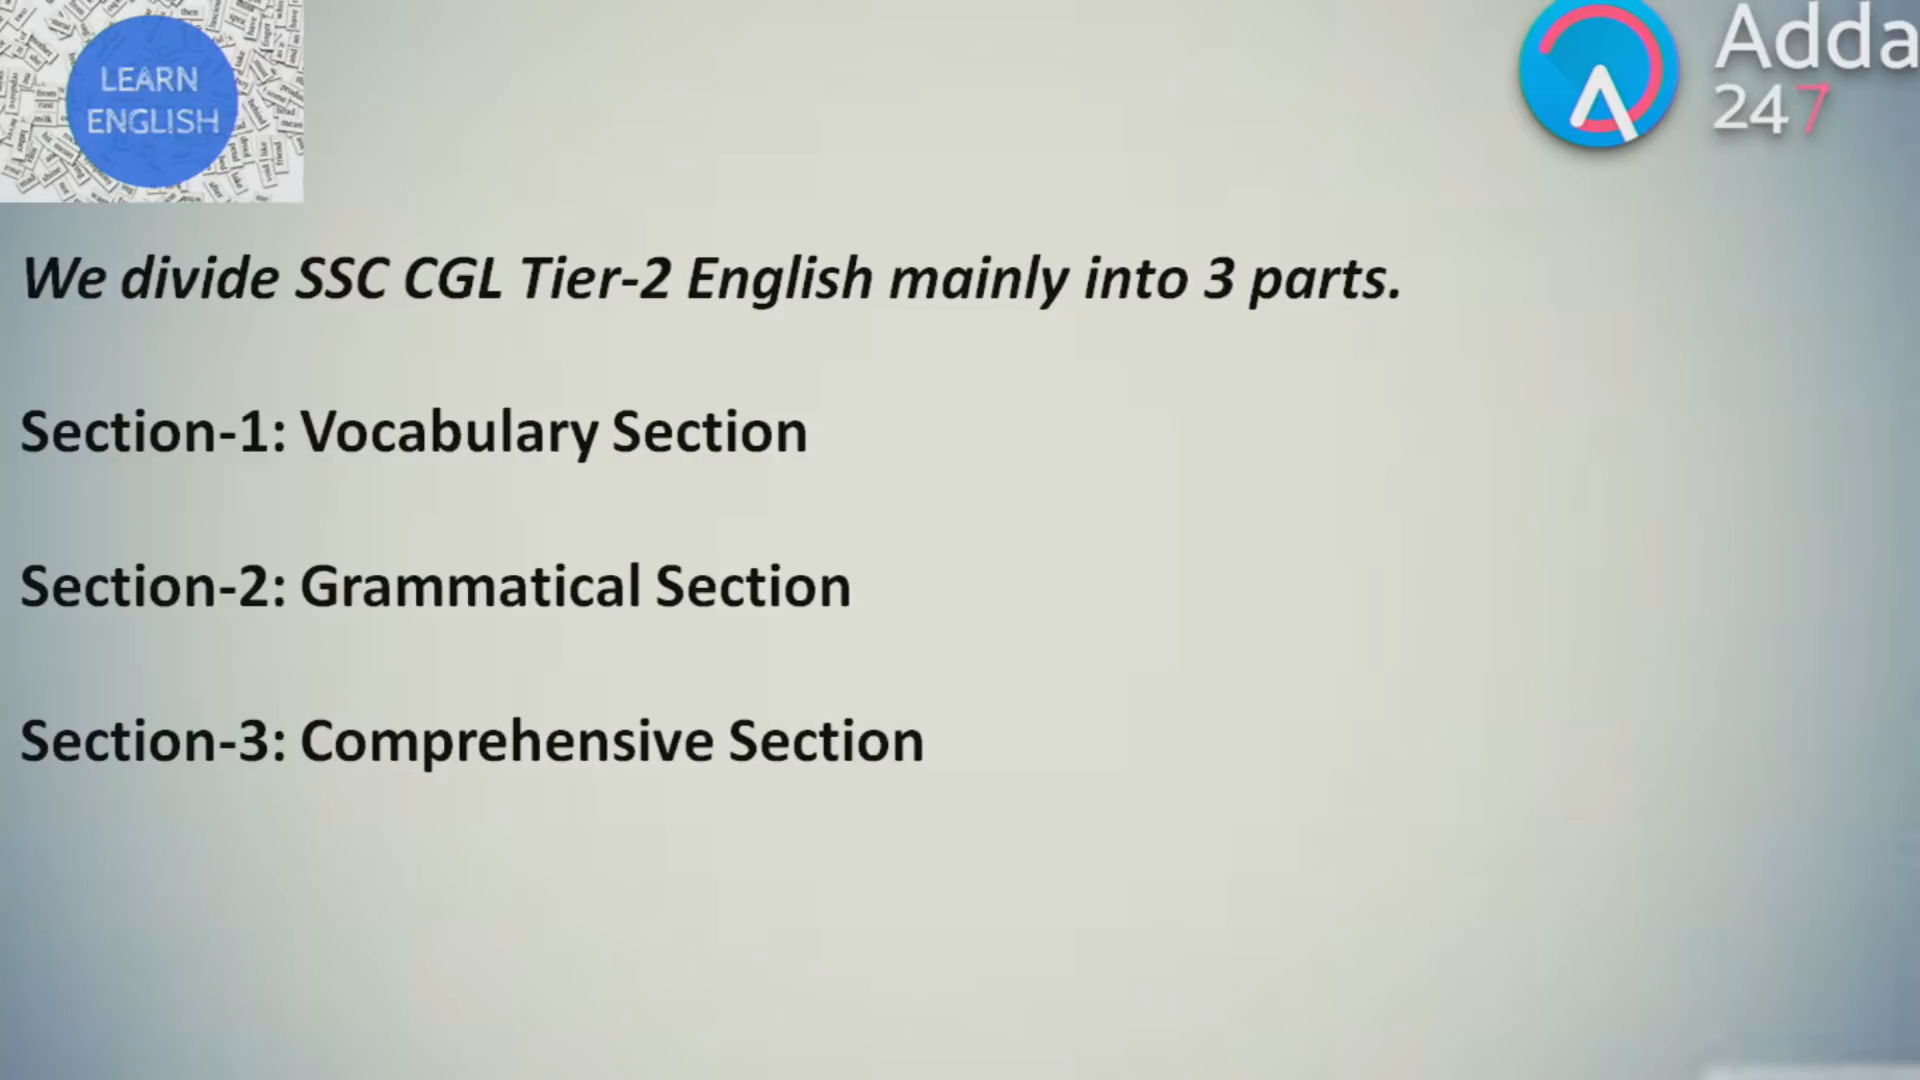 LEARN
ENGLISH
Adda
247
We divide SSC CGL Tier-2 English mainly into 3 parts.
Section-1: Vocabulary Section
Section-2: Grammatical Section
Section-3: Comprehensive Section